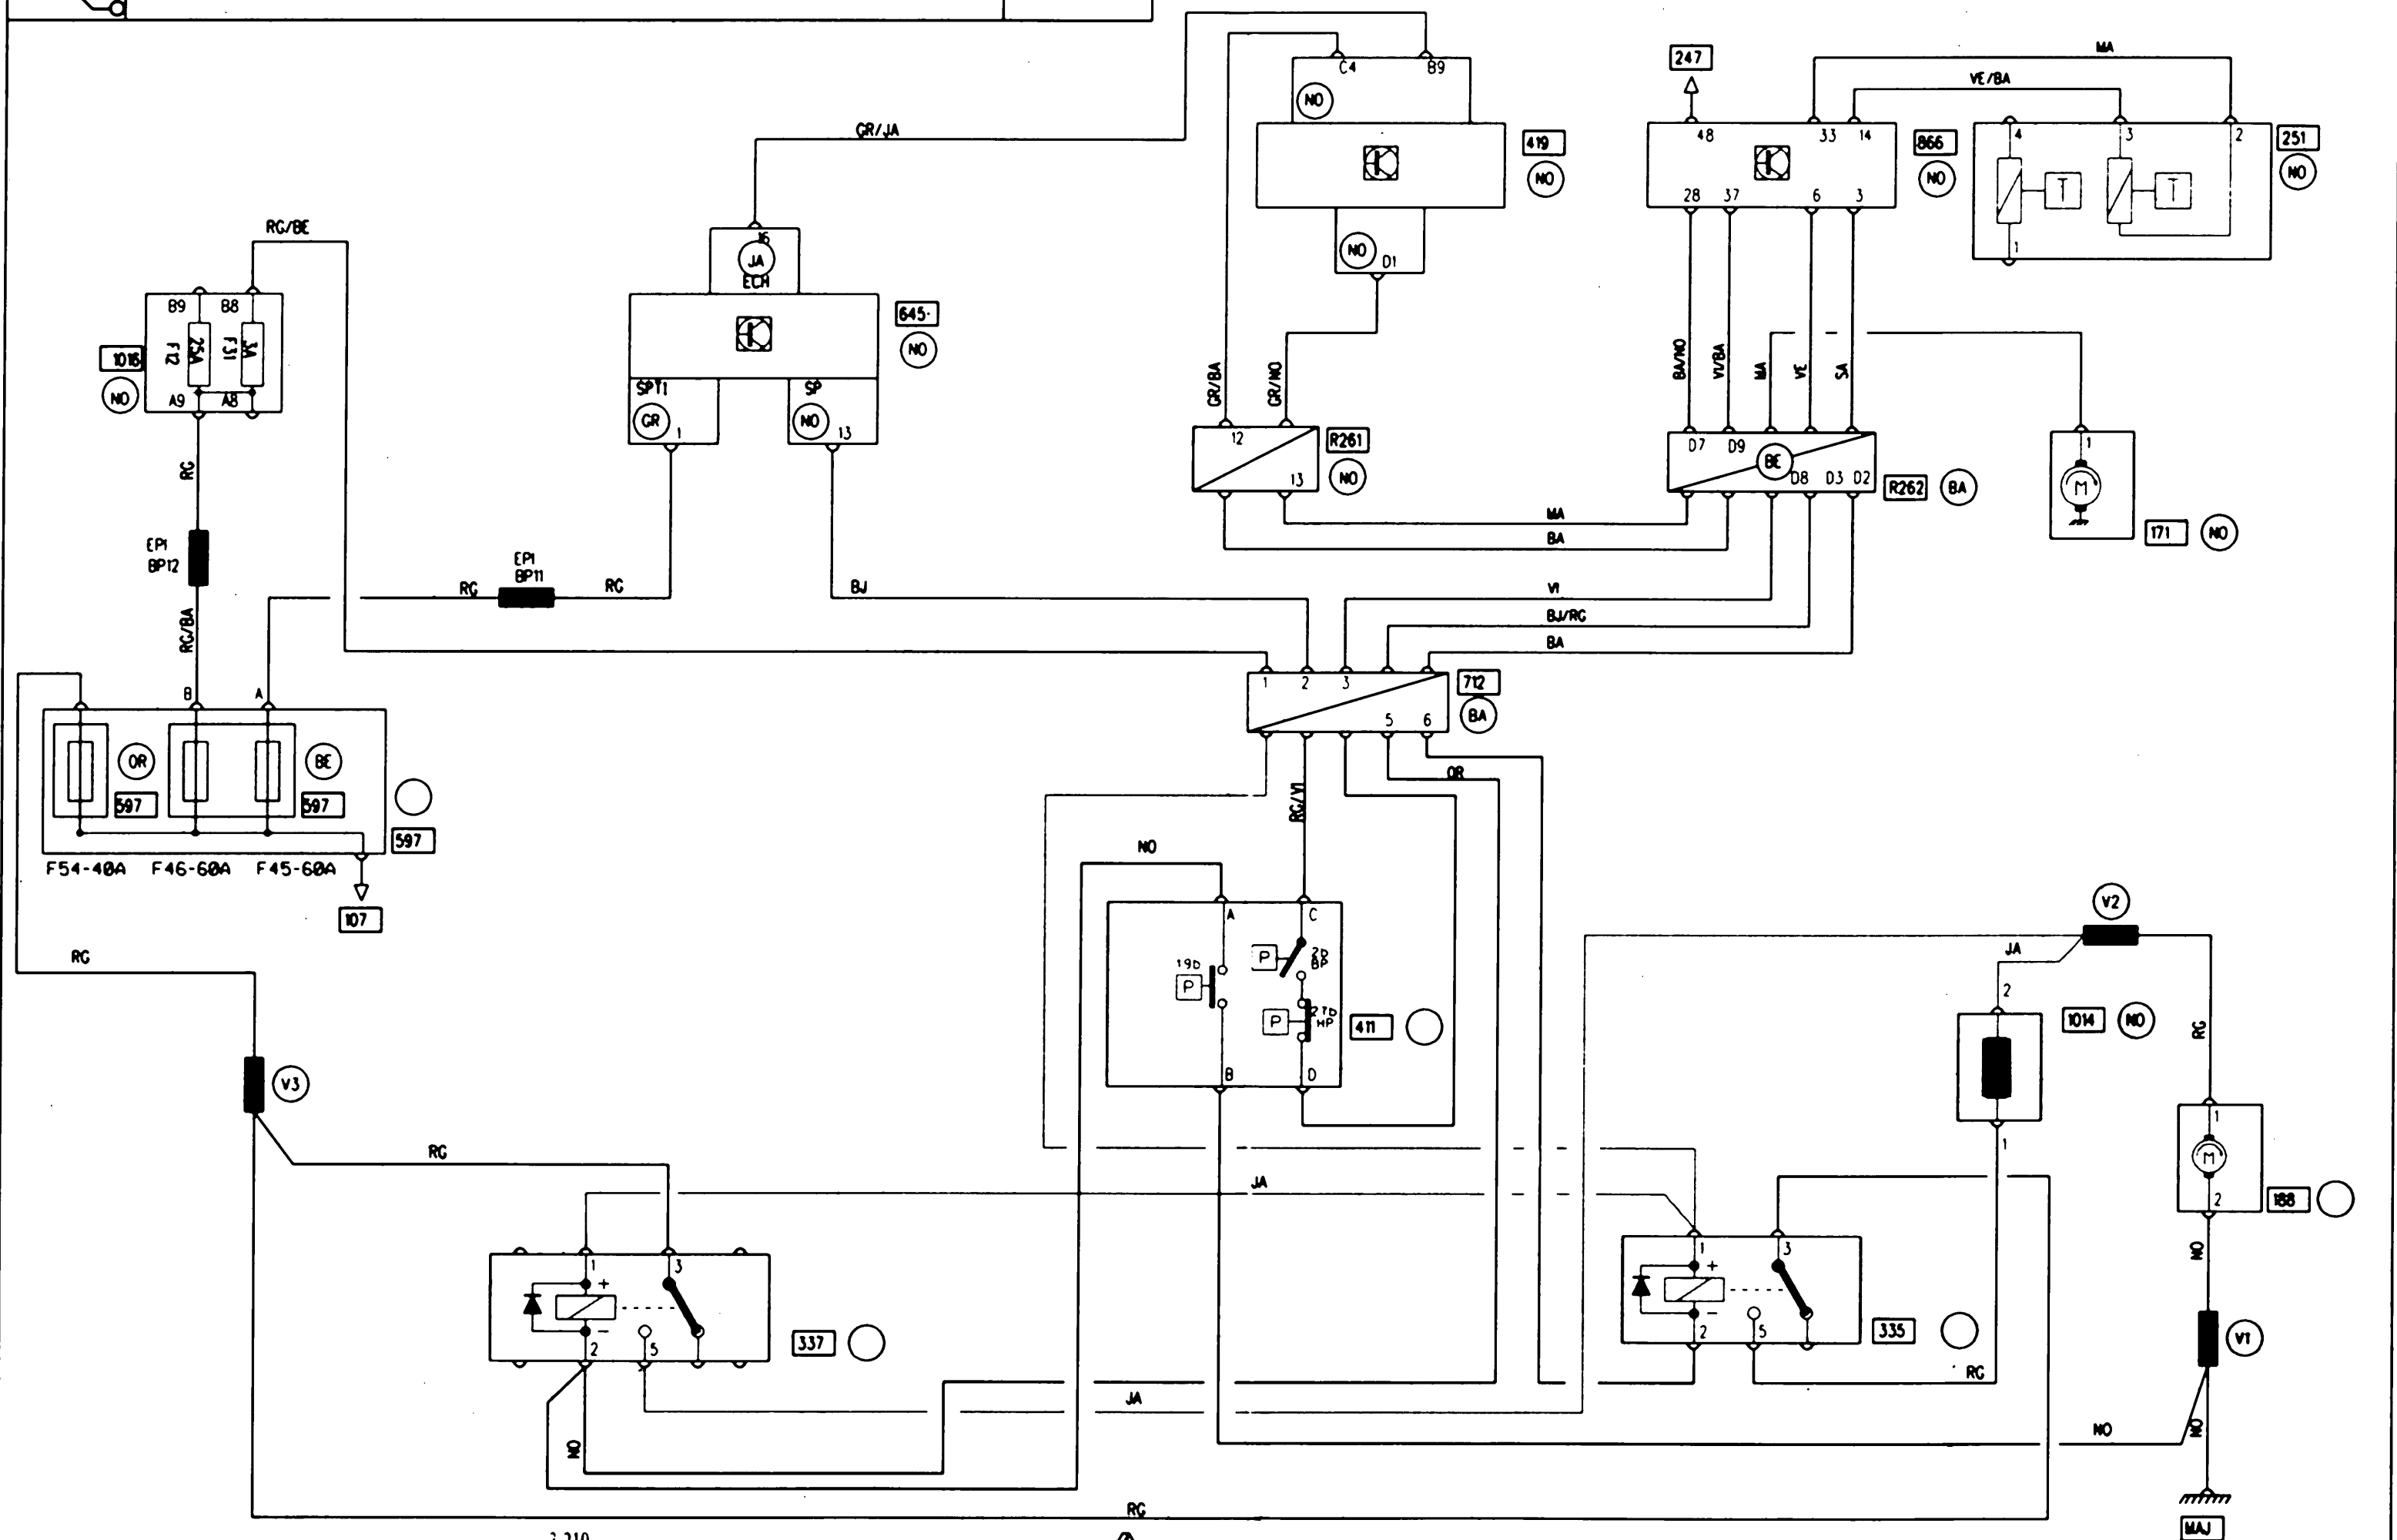 MA
247
VE/BA
C4 B9
NO
GR/JA
419
NO
48 33 14
866
NO
28 37 6 3
4 3 2
251
NO
T T
1
RG/BE
16
JA
ECH
NO
D1
B9 B8
F12 25A F31 3A
1016
NO
A9 A8
645
NO
SPT1
GR
1
SP
NO
13
GR/BA
GR/NO
BA/NO
VI/BA
MA
VE
SA
12
13
R261
NO
D7 D9
BE
D8 D3 D2
R262
BA
1
M
171
NO
RG
EP1
BP12
RG/BA
EP1
BP11
RG
RG
BJ
MA
BA
VI
BJ/RG
BA
1 2 3
5 6
712
BA
B A
OR
BE
597
597
597
F54-40A F46-60A F45-60A
107
OR
RG/VI
NO
A C
19D
P
P
2D
BP
P
27D
HP
411
B D
RG
V3
RG
V2
JA
2
1014
NO
1
RG
1
M
2
188
NO
V1
NO
JA
1 3
+
-
2 5
337
1 3
+
-
2 5
335
RG
JA
NO
NO
RG
MAJ